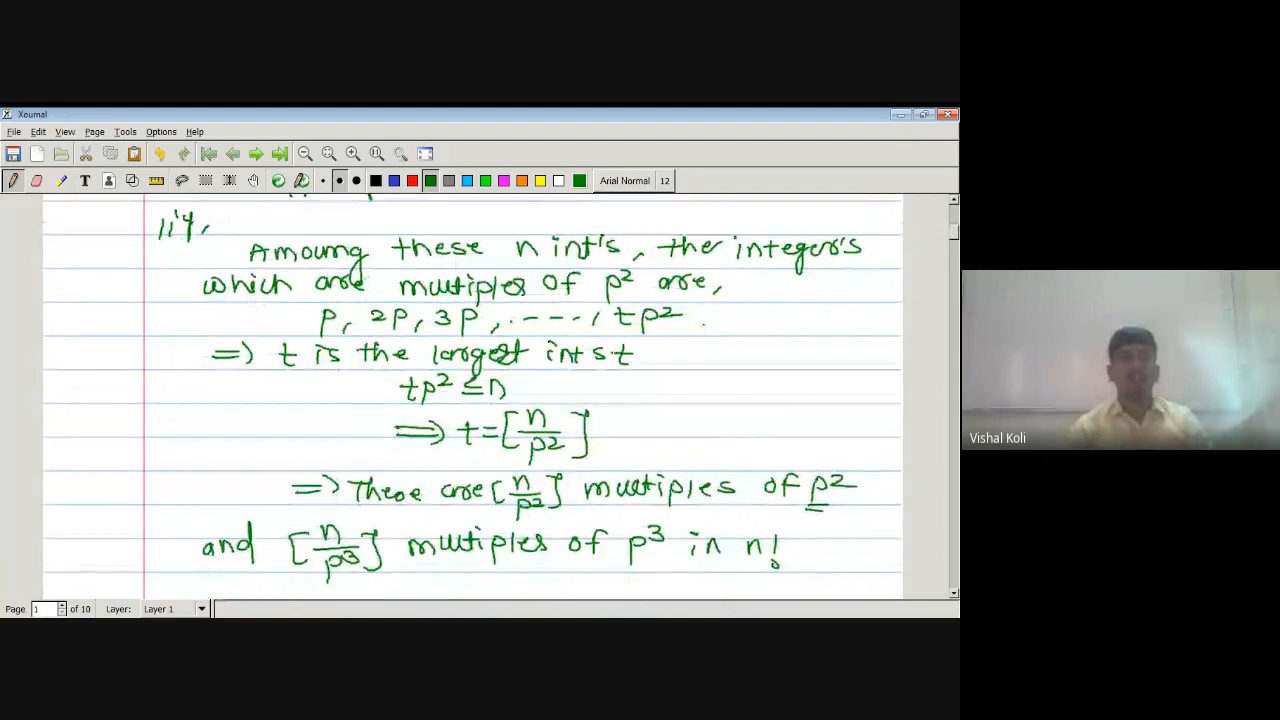 Xournal
File Edit View Page Tools Options Help
Arial Normal 12
11'y,
Amoung these n int's, the integer's
which are multiples of p² are,
p, 2p, 3p, ----, tp².
=> t is the largest int s.t
tp² ≤ n
=> t = [n/p²]
=> There are [n/p²] multiples of p²
and [n/p³] multiples of p³ in n!
Page 1 of 10 Layer: Layer 1
Vishal Koli